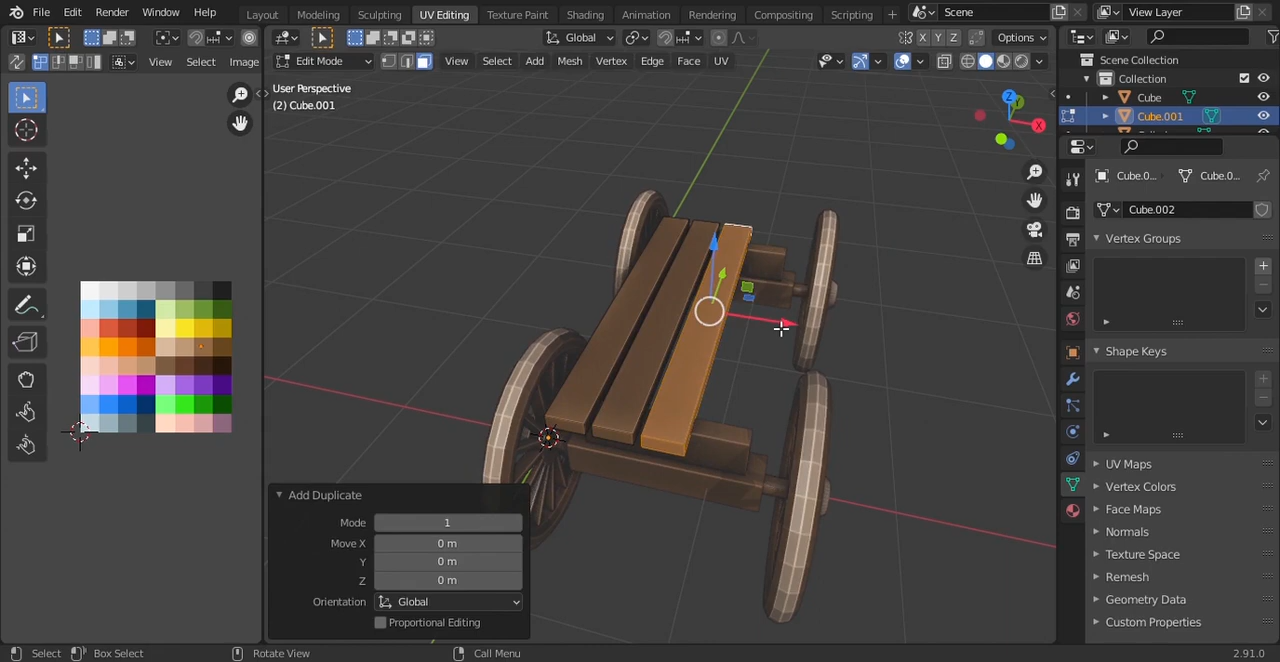 File Edit Render Window Help Layout Modeling Sculpting UV Editing Texture Paint Shading Animation Rendering Compositing Scripting + Scene View Layer
Global Options
View Select Image Edit Mode View Select Add Mesh Vertex Edge Face UV
X Y Z
User Perspective
(2) Cube.001
Z
Y
X
Scene Collection
Collection
Cube
Cube.001
Cube.0... Cube.0...
Cube.002
Vertex Groups
Shape Keys
UV Maps
Vertex Colors
Face Maps
Normals
Texture Space
Remesh
Geometry Data
Custom Properties
Add Duplicate
Mode 1
Move X 0 m
Y 0 m
Z 0 m
Orientation Global
Proportional Editing
Select Box Select Rotate View Call Menu 2.91.0